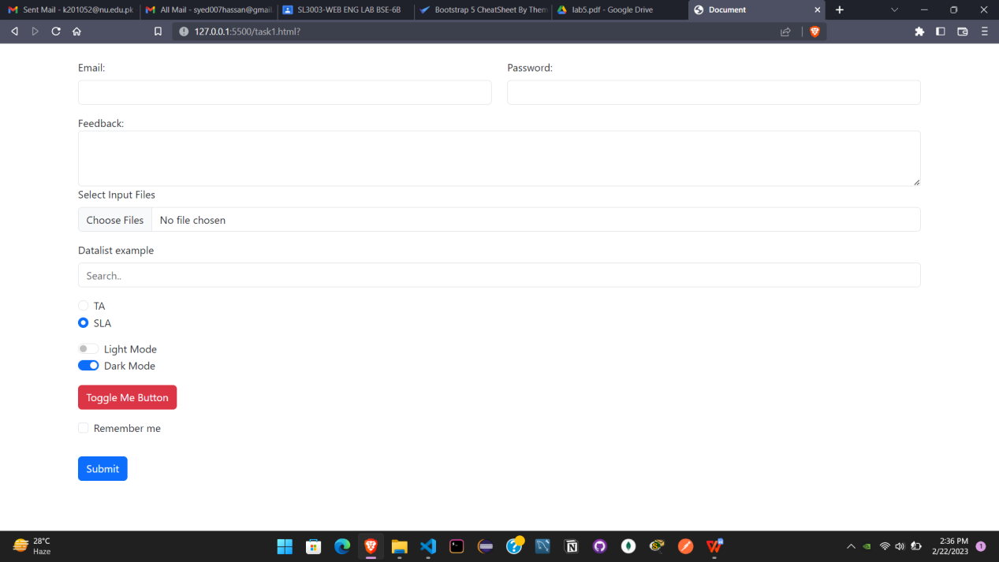 Sent Mail - k201052@nu.edu.pk
All Mail - syed007hassan@gmail
SL3003-WEB ENG LAB BSE-6B
Bootstrap 5 CheatSheet By Them
lab5.pdf - Google Drive
Document
127.0.0.1:5500/task1.html?
Email: Password:
Feedback:
Select Input Files
Choose Files No file chosen
Datalist example
Search..
TA
SLA
Light Mode
Dark Mode
Toggle Me Button
Remember me
Submit
28°C
Haze
2:36 PM
2/22/2023
1